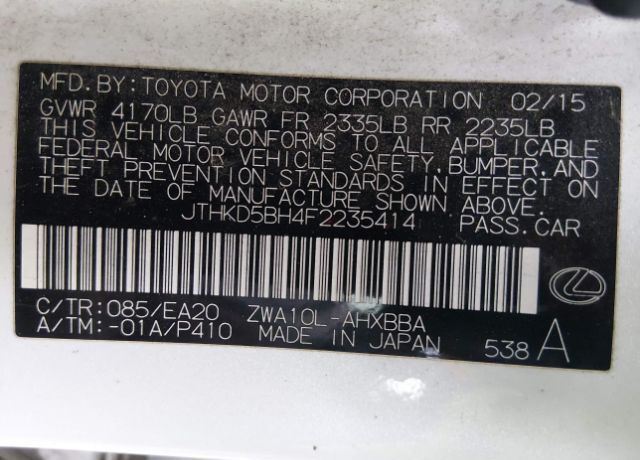 MFD. BY: TOYOTA MOTOR CORPORATION 02/15
GVWR 4170LB GAWR FR 2335LB RR 2235LB
THIS VEHICLE CONFORMS TO ALL APPLICABLE
FEDERAL MOTOR VEHICLE SAFETY, BUMPER, AND
THEFT PREVENTION STANDARDS IN EFFECT ON
THE DATE OF MANUFACTURE SHOWN ABOVE.
JTHKD5BH4F2235414 PASS.CAR
C/TR: 085/EA20 ZWA10L-AHXBBA
A/TM: -01A/P410 MADE IN JAPAN 538 A